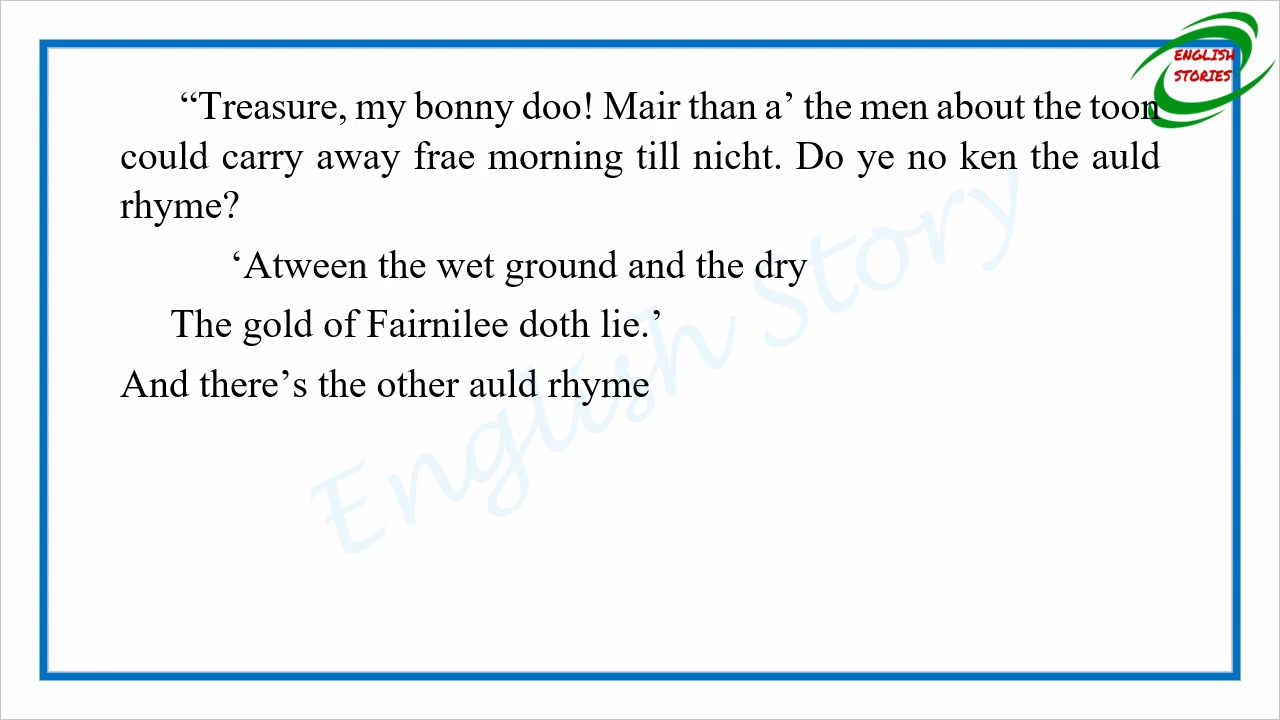 ENGLISH
STORIES
“Treasure, my bonny doo! Mair than a’ the men about the toon
could carry away frae morning till nicht. Do ye no ken the auld
rhyme?
‘Atween the wet ground and the dry
The gold of Fairnilee doth lie.’
And there’s the other auld rhyme
English Story